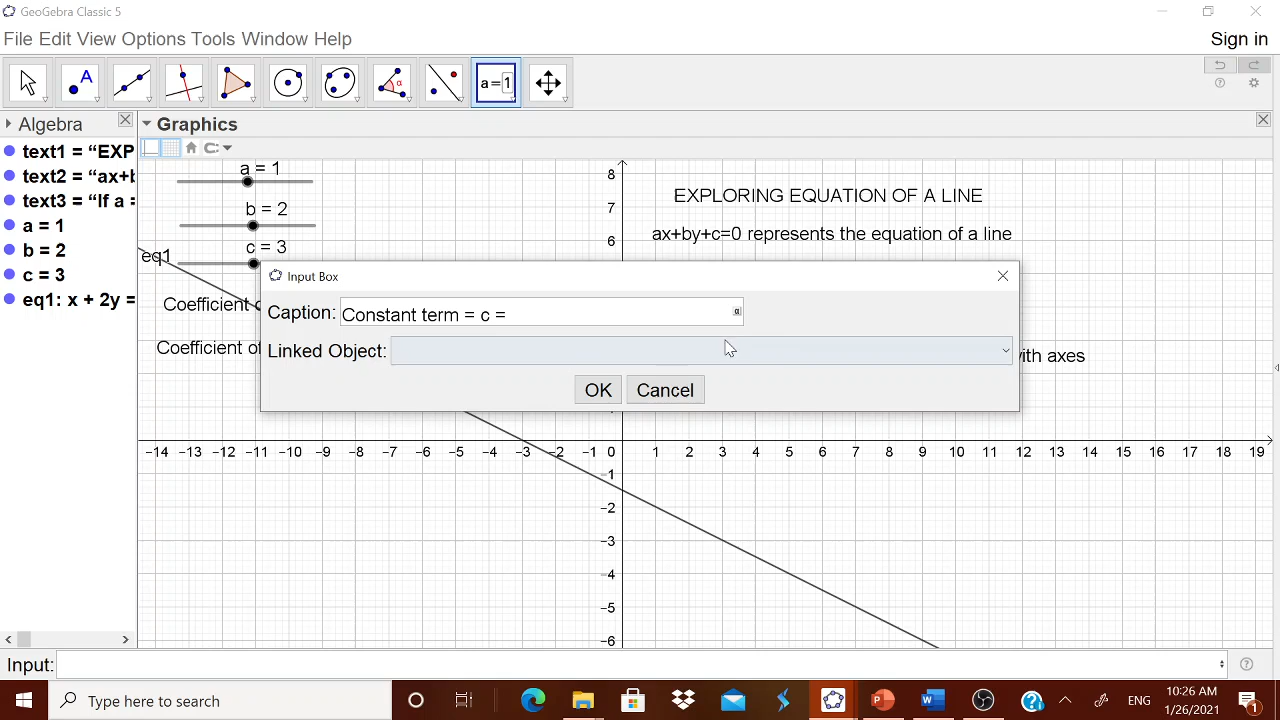 GeoGebra Classic 5
File Edit View Options Tools Window Help
Sign in
A
α
a=1
Algebra
Graphics
text1 = “EXP
text2 = “ax+b
text3 = “If a =
a = 1
b = 2
c = 3
eq1: x + 2y =
a = 1
b = 2
c = 3
eq1
Coefficient o
Coefficient of
EXPLORING EQUATION OF A LINE
ax+by+c=0 represents the equation of a line
with axes
Input Box
Caption: Constant term = c =
α
Linked Object:
OK Cancel
8
7
6
−14 −13 −12 −11 −10 −9 −8 −7 −6 −5 −4 −3 −2 −1 0 1 2 3 4 5 6 7 8 9 10 11 12 13 14 15 16 17 18 19
−1
−2
−3
−4
−5
−6
Input:
Type here to search
ENG
10:26 AM
1/26/2021
1